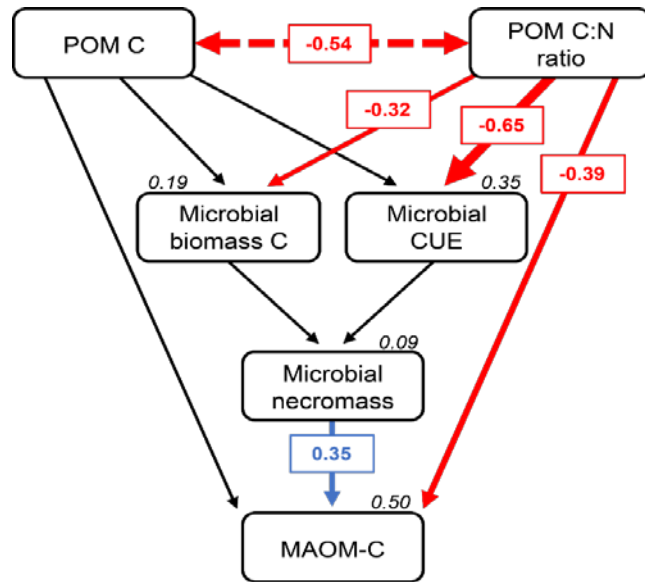 POM C
-0.54
POM C:N
ratio
-0.32
-0.65
-0.39
0.19
0.35
Microbial
biomass C
Microbial
CUE
0.09
Microbial
necromass
0.35
0.50
MAOM-C